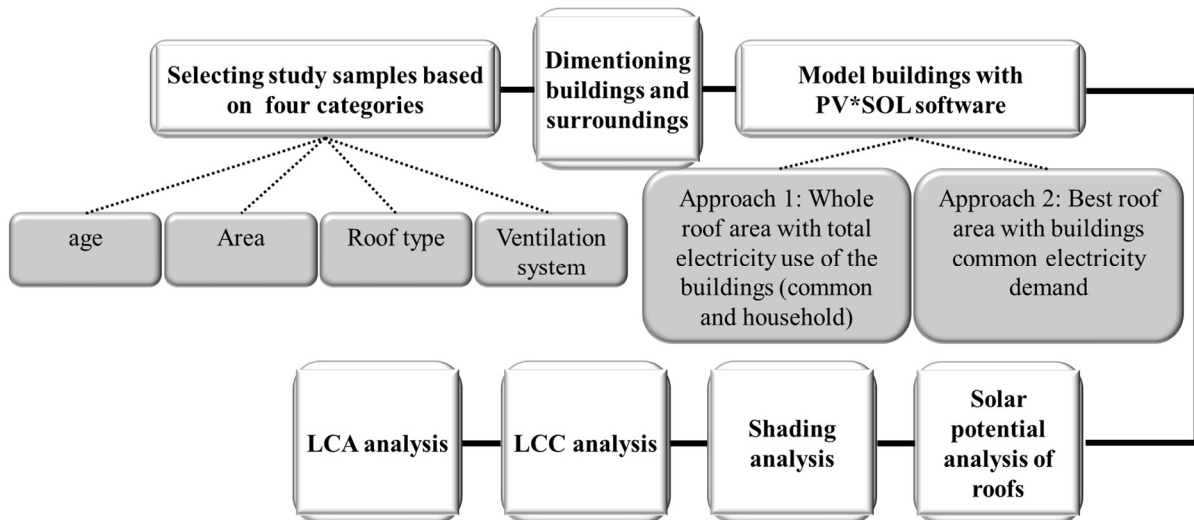 Selecting study samples based
on four categories
Dimentioning
buildings and
surroundings
Model buildings with
PV*SOL software
age
Area
Roof type
Ventilation
system
Approach 1: Whole
roof area with total
electricity use of the
buildings (common
and household)
Approach 2: Best roof
area with buildings
common electricity
demand
LCA analysis
LCC analysis
Shading
analysis
Solar
potential
analysis of
roofs